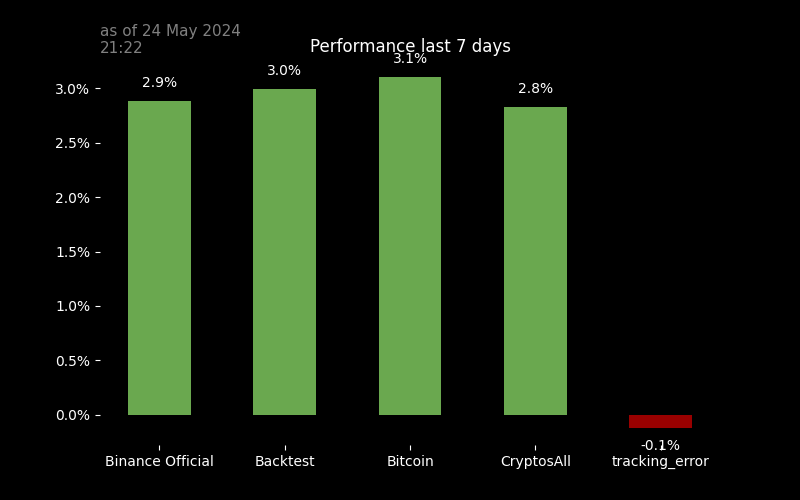 as of 24 May 2024
21:22
Performance last 7 days
3.1%
3.0%
2.9%
2.8%
3.0%
2.5%
2.0%
1.5%
1.0%
0.5%
0.0%
-0.1%
Binance Official
Backtest
Bitcoin
CryptosAll
tracking_error